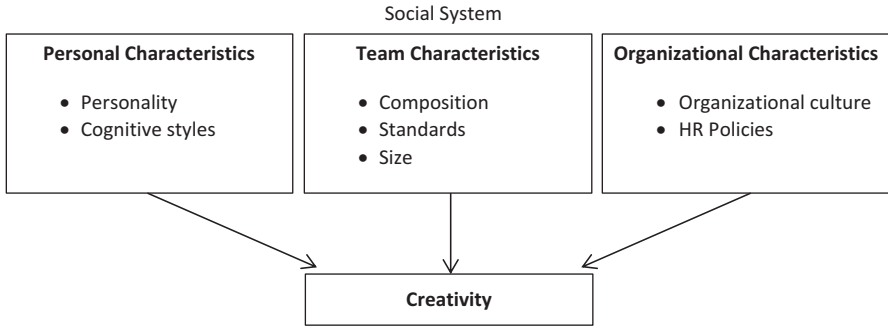 Social System
Personal Characteristics
• Personality
• Cognitive styles
Team Characteristics
• Composition
• Standards
• Size
Organizational Characteristics
• Organizational culture
• HR Policies
Creativity